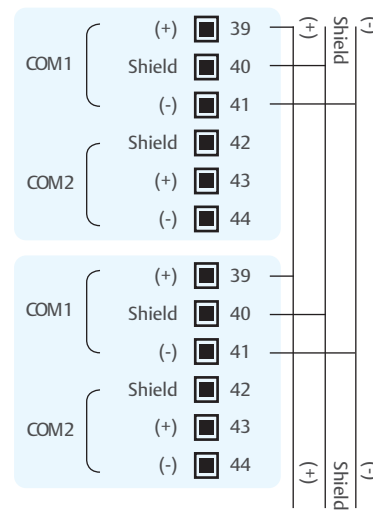 (+) 39
COM1 Shield 40
(-) 41
Shield 42
COM2 (+) 43
(-) 44
(+) Shield (-)
(+) 39
COM1 Shield 40
(-) 41
Shield 42
COM2 (+) 43
(-) 44
(+) Shield (-)